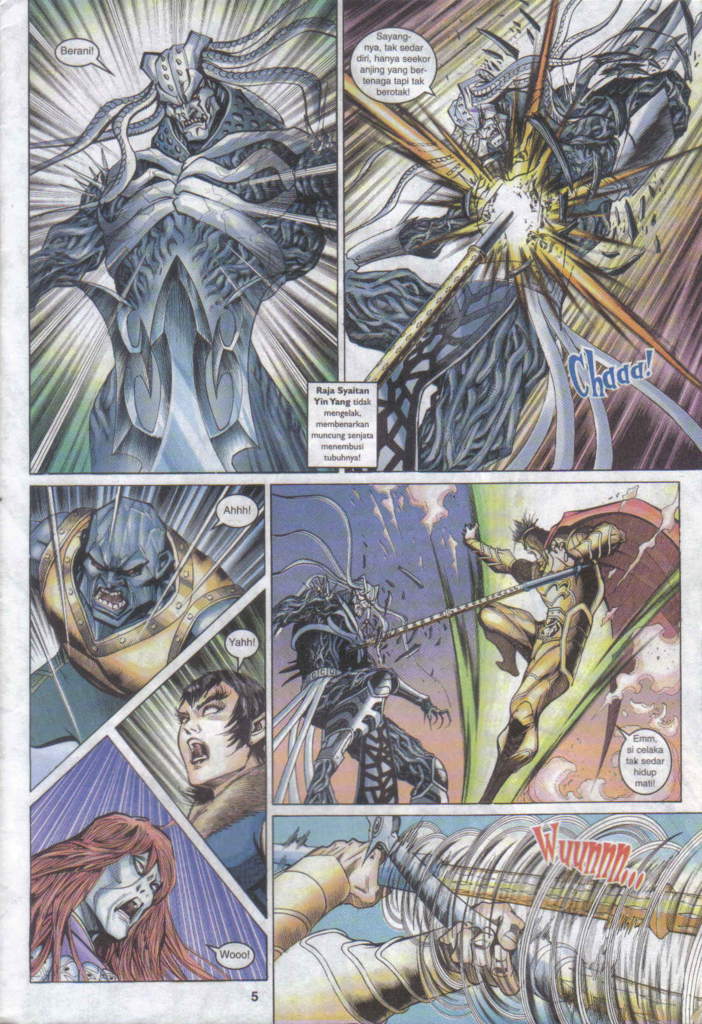 Berani!
Sayang-
nya, tak sedar
diri, hanya seekor
anjing yang ber-
tenaga tapi tak
berotak!
Chaaa!
Raja Syaitan
Yin Yang tidak
mengelak,
membenarkan
muncung senjata
menembusi
tubuhnya!
Ahhh!
Yahh!
Wooo!
Emm,
si celaka
tak sedar
hidup
mati!
Wuunnn...
5